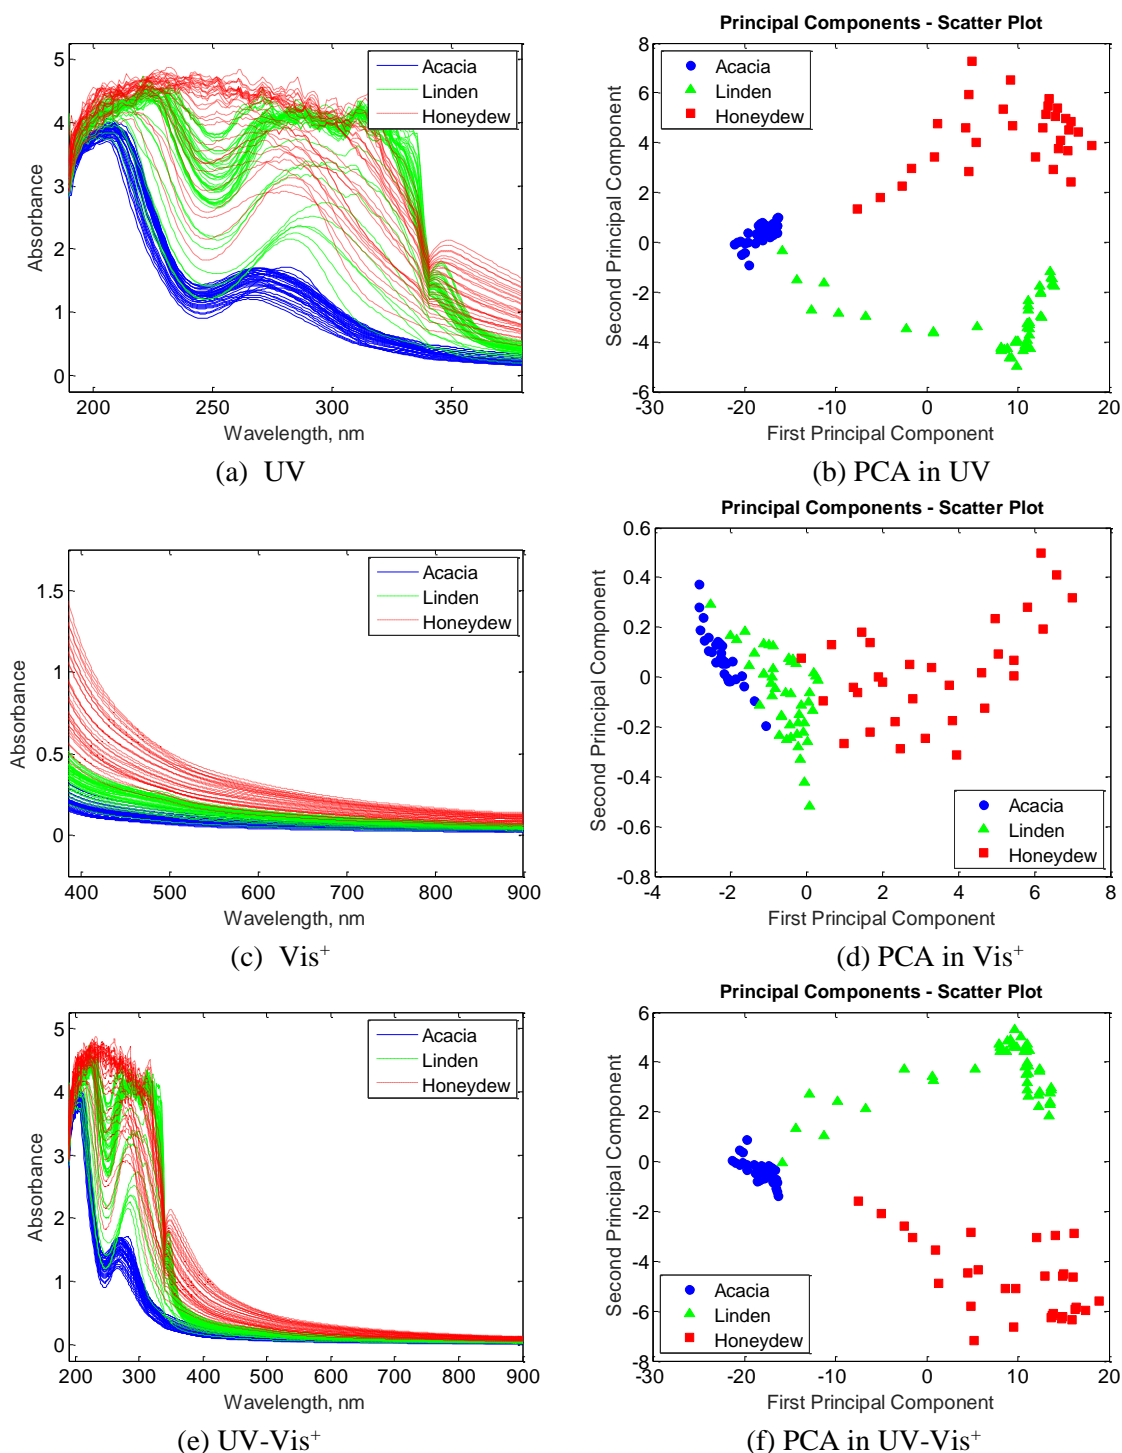 5
4
3
2
1
0
200
250
300
350
Absorbance
Wavelength, nm
Acacia
Linden
Honeydew
(a) UV
Principal Components - Scatter Plot
8
6
4
2
0
-2
-4
-6
-30
-20
-10
0
10
20
Second Principal Component
First Principal Component
Acacia
Linden
Honeydew
(b) PCA in UV
1.5
1
0.5
0
400
500
600
700
800
900
Absorbance
Wavelength, nm
Acacia
Linden
Honeydew
(c) Vis⁺
Principal Components - Scatter Plot
0.6
0.4
0.2
0
-0.2
-0.4
-0.6
-0.8
-4
-2
0
2
4
6
8
Second Principal Component
First Principal Component
Acacia
Linden
Honeydew
(d) PCA in Vis⁺
5
4
3
2
1
0
200
300
400
500
600
700
800
900
Absorbance
Wavelength, nm
Acacia
Linden
Honeydew
(e) UV-Vis⁺
Principal Components - Scatter Plot
6
4
2
0
-2
-4
-6
-8
-30
-20
-10
0
10
20
Second Principal Component
First Principal Component
Acacia
Linden
Honeydew
(f) PCA in UV-Vis⁺